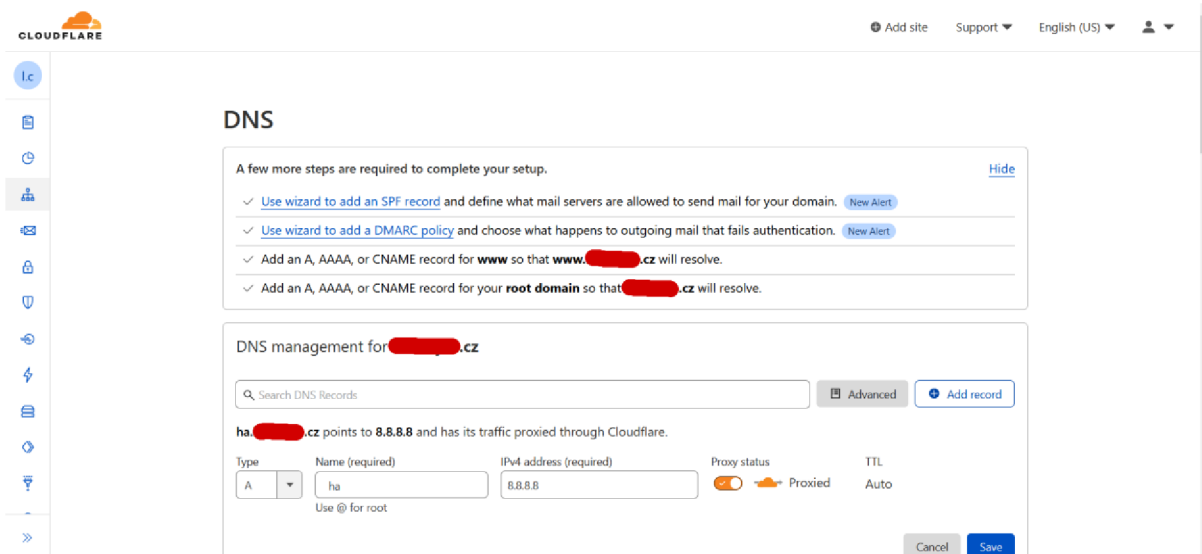 CLOUDFLARE
Add site Support English (US)
l.c
DNS
A few more steps are required to complete your setup. Hide
Use wizard to add an SPF record and define what mail servers are allowed to send mail for your domain. New Alert
Use wizard to add a DMARC policy and choose what happens to outgoing mail that fails authentication. New Alert
Add an A, AAAA, or CNAME record for www so that www. .cz will resolve.
Add an A, AAAA, or CNAME record for your root domain so that .cz will resolve.
DNS management for .cz
Search DNS Records Advanced Add record
ha. .cz points to 8.8.8.8 and has its traffic proxied through Cloudflare.
Type Name (required) IPv4 address (required) Proxy status TTL
A ha 8.8.8.8 Proxied Auto
Use @ for root
Cancel Save